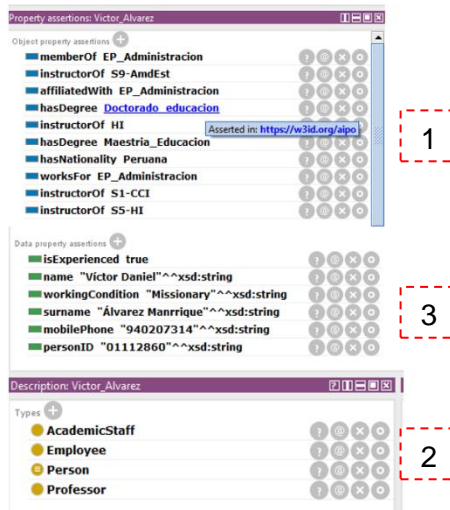 Property assertions: Victor_Alvarez
Object property assertions
memberOf EP_Administracion
instructorOf S9-AmdEst
affiliatedWith EP_Administracion
hasDegree Doctorado_educacion
instructorOf HI
Asserted in: https://w3id.org/aipo
hasDegree Maestria_Educacion
hasNationality Peruana
worksFor EP_Administracion
instructorOf S1-CCI
instructorOf S5-HI
1
Data property assertions
isExperienced true
name "Víctor Daniel"^^xsd:string
workingCondition "Missionary"^^xsd:string
surname "Álvarez Manrrique"^^xsd:string
mobilePhone "940207314"^^xsd:string
personID "01112860"^^xsd:string
3
Description: Victor_Alvarez
Types
AcademicStaff
Employee
Person
Professor
2